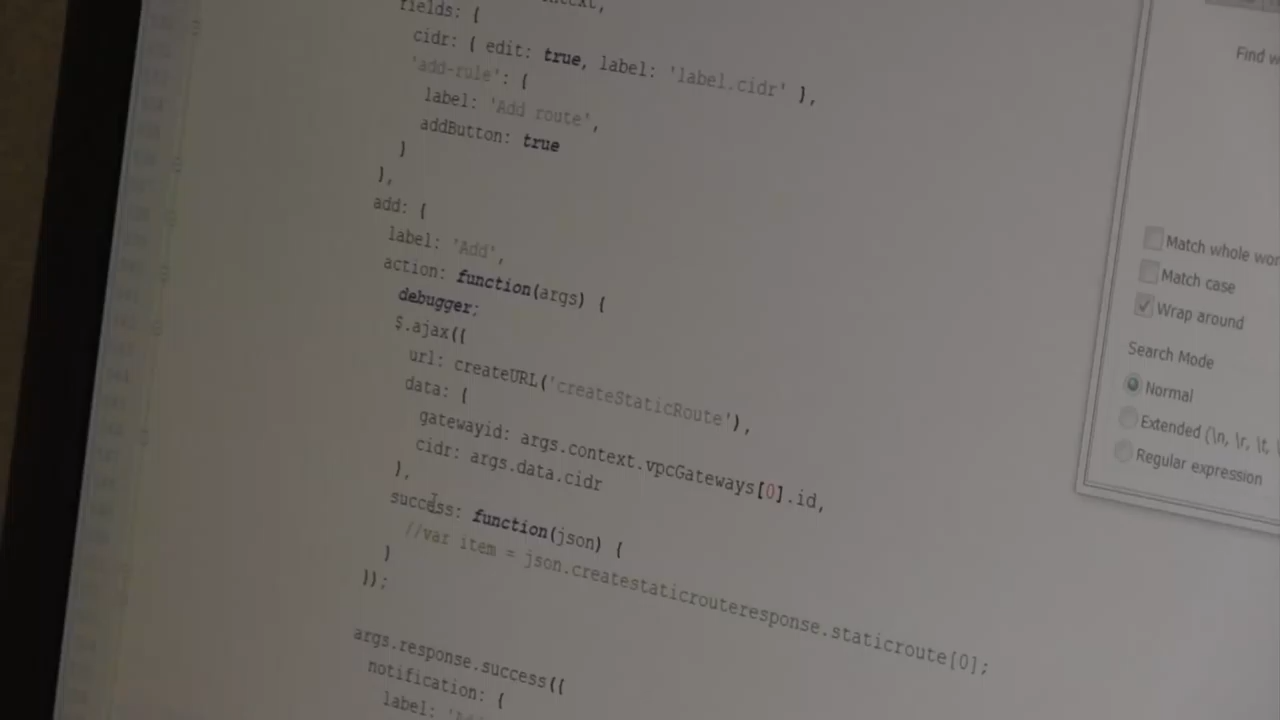 fields: {
cidr: { edit: true, label: 'label.cidr' },
'add-rule': {
label: 'Add route',
addButton: true
}
},
add: {
label: 'Add',
action: function(args) {
debugger;
$.ajax({
url: createURL('createStaticRoute'),
data: {
gatewayid: args.context.vpcGateways[0].id,
cidr: args.data.cidr
},
success: function(json) {
//var item = json.createstaticrouteresponse.staticroute[0];
}
});
args.response.success({
notification: {
label:
Find
Match whole
Match case
Wrap around
Search Mode
Normal
Extended (\n, \r, \t,
Regular expression